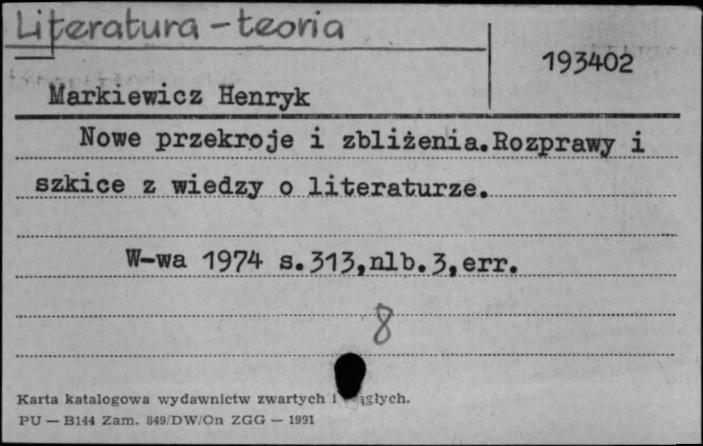 Literatura - teoria
193402
Markiewicz Henryk
Nowe przekroje i zbliżenia. Rozprawy i
szkice z wiedzy o literaturze.
W-wa 1974 s. 313, nlb. 3, err.
8
Karta katalogowa wydawnictw zwartych i
PU — B144 Zam. 849/DW/On ZGG — 1991